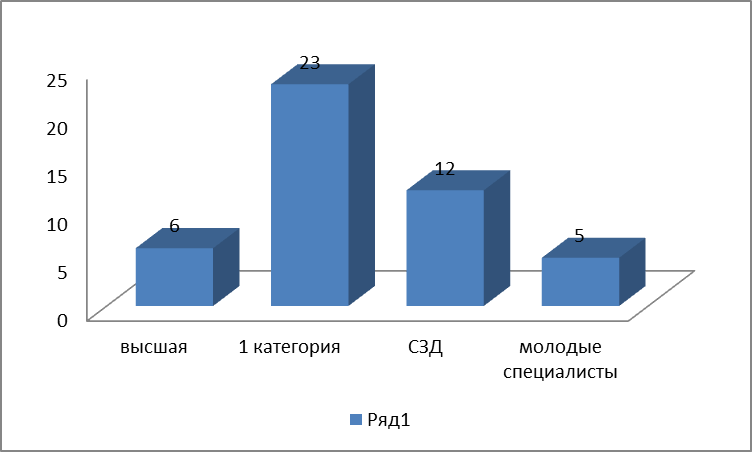 23
25
20
12
15
10
6
5
5
0
высшая
1 категория
СЗД
молодые
специалисты
Ряд1